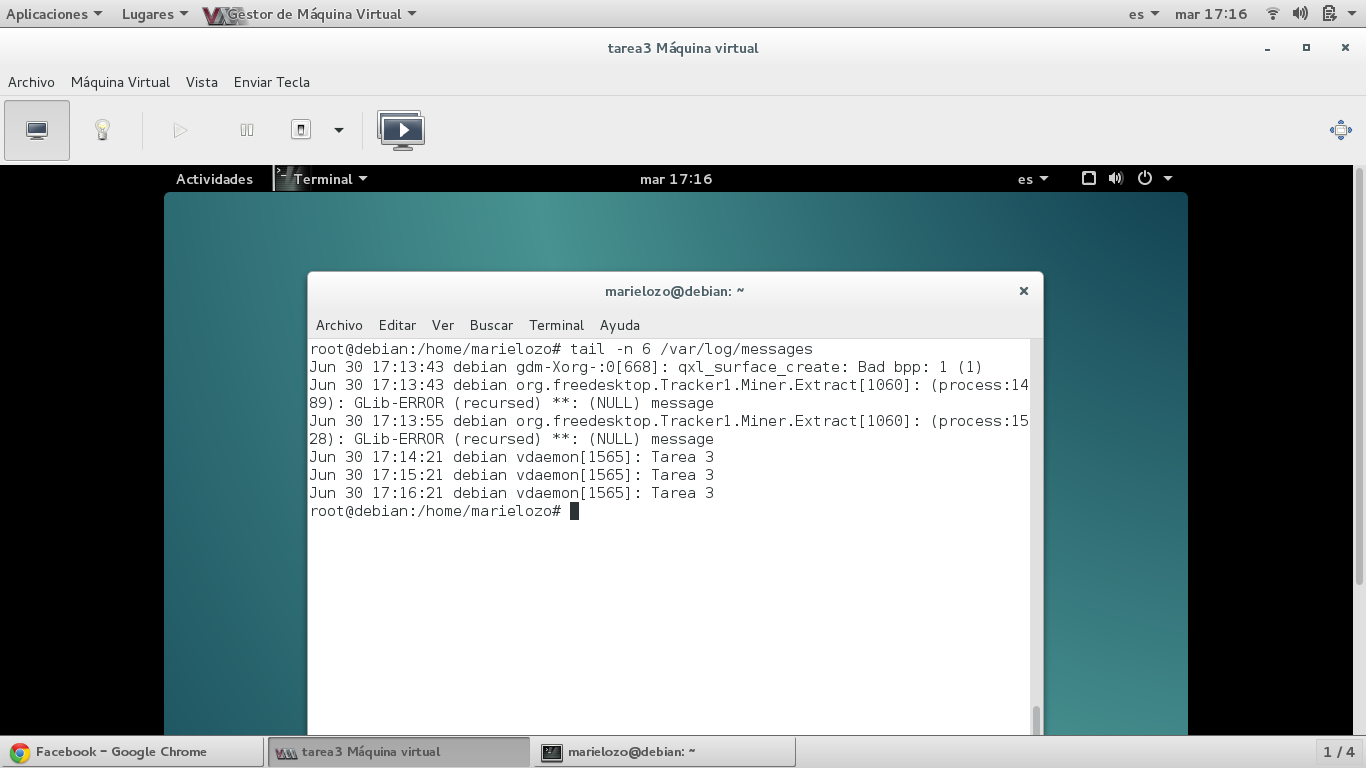 Aplicaciones Lugares Gestor de Máquina Virtual es mar 17:16
tarea3 Máquina virtual
Archivo Máquina Virtual Vista Enviar Tecla
Actividades Terminal mar 17:16 es
marielozo@debian: ~
Archivo Editar Ver Buscar Terminal Ayuda
root@debian:/home/marielozo# tail -n 6 /var/log/messages
Jun 30 17:13:43 debian gdm-Xorg-:0[668]: qxl_surface_create: Bad bpp: 1 (1)
Jun 30 17:13:43 debian org.freedesktop.Tracker1.Miner.Extract[1060]: (process:14
89): GLib-ERROR (recursed) **: (NULL) message
Jun 30 17:13:55 debian org.freedesktop.Tracker1.Miner.Extract[1060]: (process:15
28): GLib-ERROR (recursed) **: (NULL) message
Jun 30 17:14:21 debian vdaemon[1565]: Tarea 3
Jun 30 17:15:21 debian vdaemon[1565]: Tarea 3
Jun 30 17:16:21 debian vdaemon[1565]: Tarea 3
root@debian:/home/marielozo#
Facebook - Google Chrome tarea3 Máquina virtual marielozo@debian: ~ 1 / 4